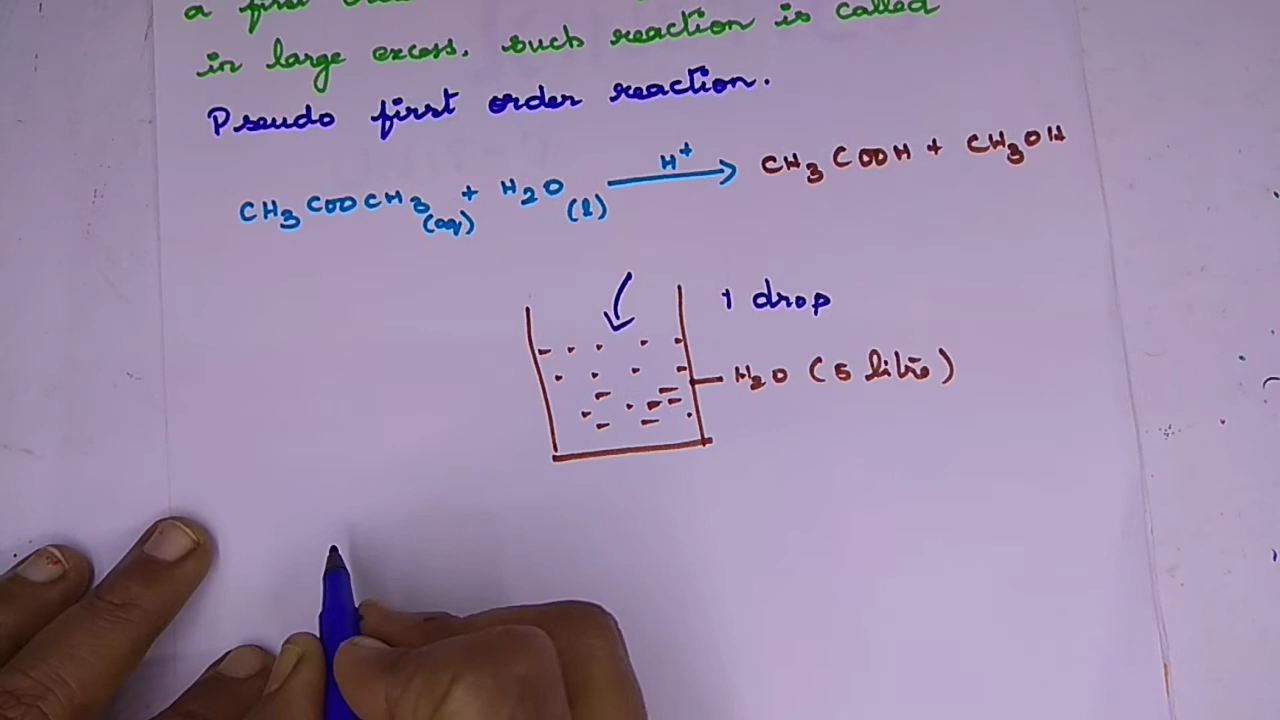 a first
in large excess. such reaction is called
Pseudo first order reaction.
CH3COOCH3(aq) + H2O(l) H+ → CH3COOH + CH3OH
1 drop
H2O (5 litre)